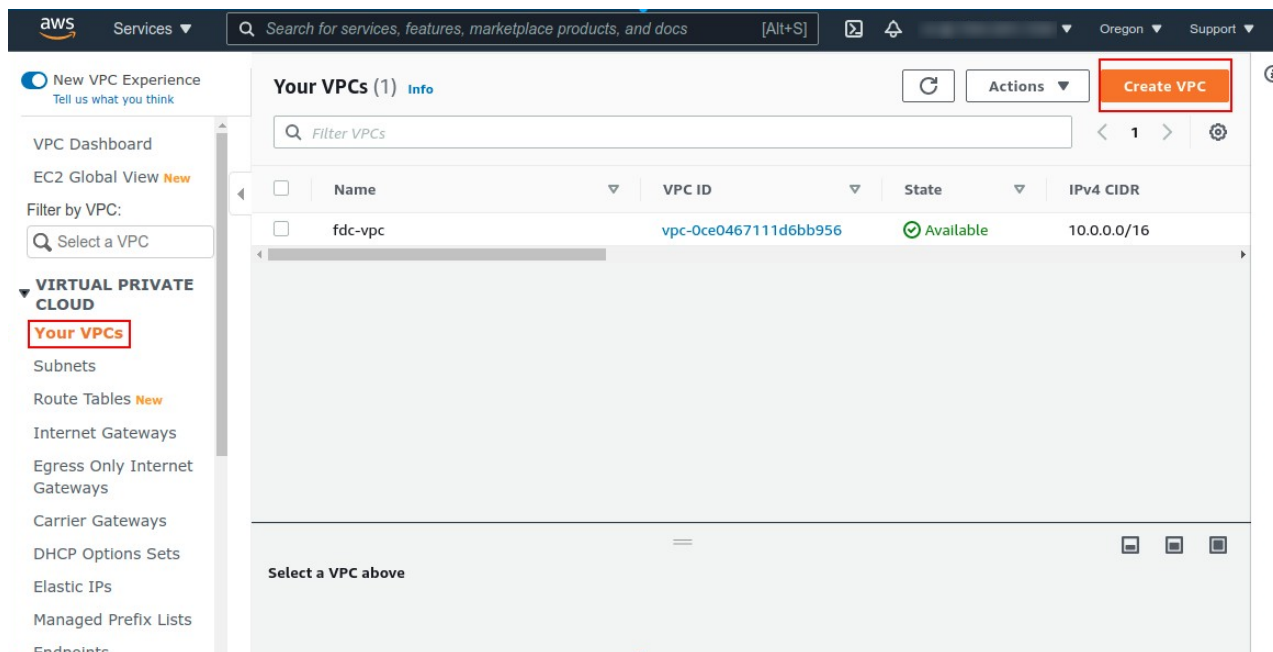 aws
Services ▼
Search for services, features, marketplace products, and docs [Alt+S]
Oregon ▼
Support ▼
New VPC Experience
Tell us what you think
VPC Dashboard
EC2 Global View New
Filter by VPC:
Select a VPC
VIRTUAL PRIVATE
CLOUD
Your VPCs
Subnets
Route Tables New
Internet Gateways
Egress Only Internet
Gateways
Carrier Gateways
DHCP Options Sets
Elastic IPs
Managed Prefix Lists
Endpoints
Your VPCs (1) Info
Actions ▼
Create VPC
Filter VPCs
1
Name VPC ID State IPv4 CIDR
fdc-vpc vpc-0ce0467111d6bb956 Available 10.0.0.0/16
Select a VPC above